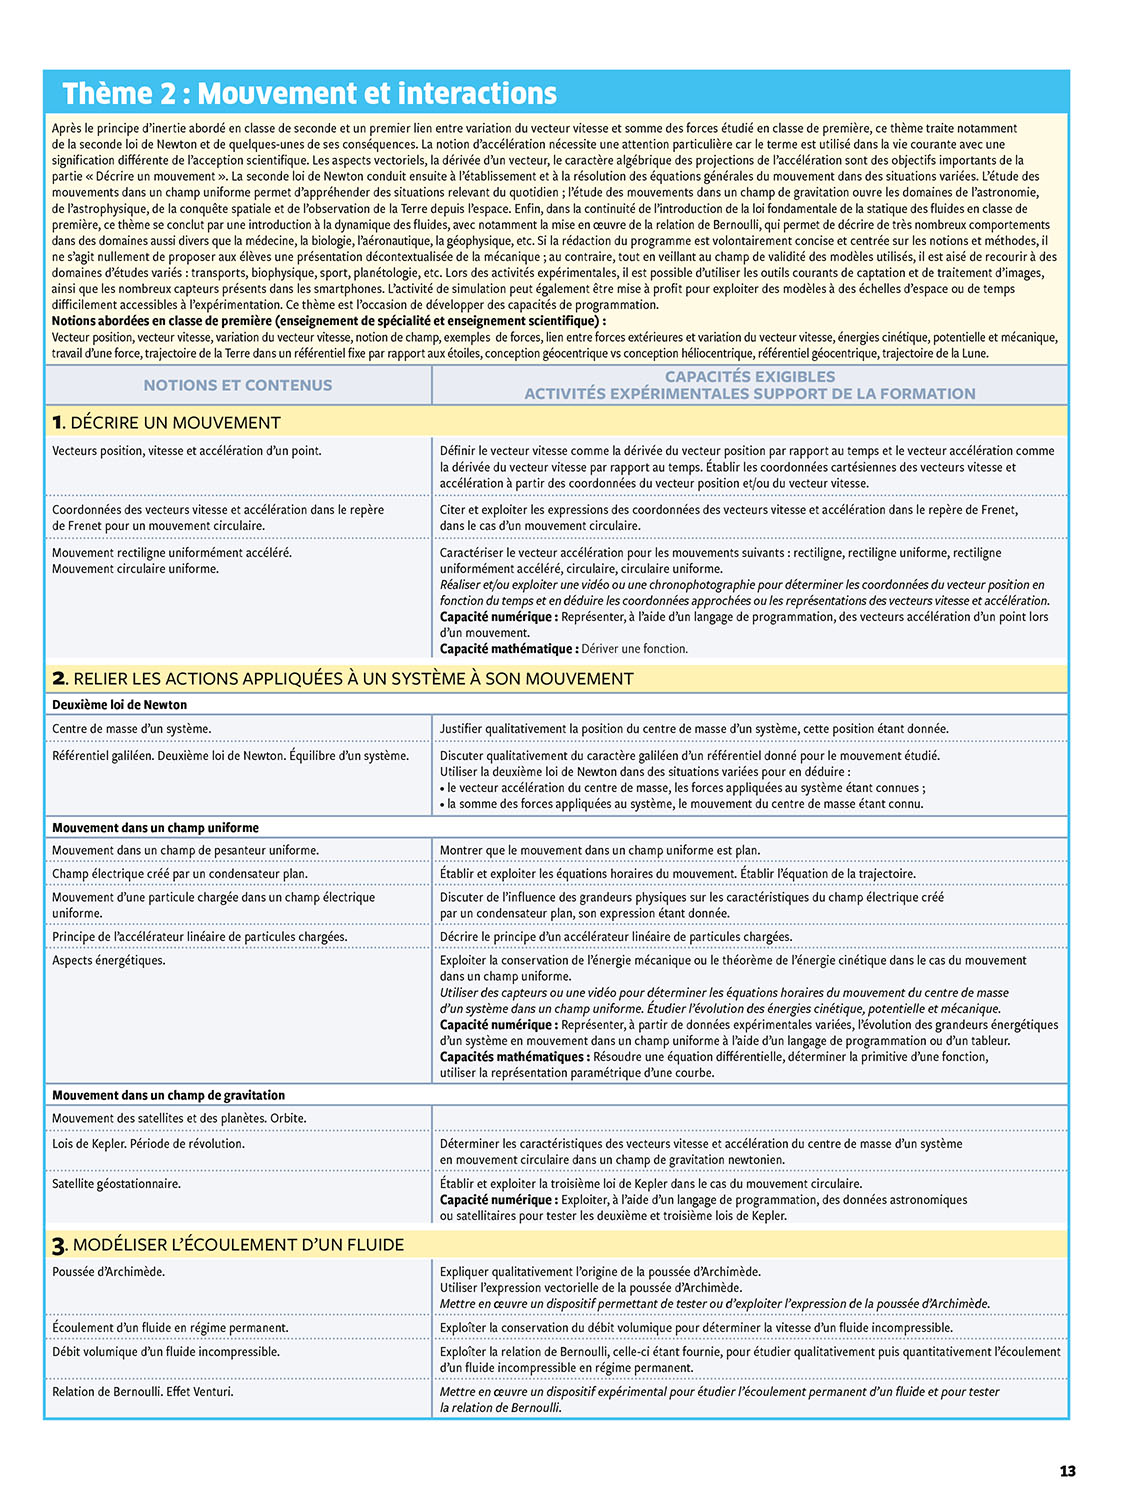 Thème 2 : Mouvement et interactions
Après le principe d’inertie abordé en classe de seconde et un premier lien entre variation du vecteur vitesse et somme des forces étudié en classe de première, ce thème traite notamment
de la seconde loi de Newton et de quelques-unes de ses conséquences. La notion d’accélération nécessite une attention particulière car le terme est utilisé dans la vie courante avec une
signification différente de l’acception scientifique. Les aspects vectoriels, la dérivée d’un vecteur, le caractère algébrique des projections de l’accélération sont des objectifs importants de la
partie « Décrire un mouvement ». La seconde loi de Newton conduit ensuite à l’établissement et à la résolution des équations générales du mouvement dans des situations variées. L’étude des
mouvements dans un champ uniforme permet d’appréhender des situations relevant du quotidien ; l’étude des mouvements dans un champ de gravitation ouvre les domaines de l’astronomie,
de l’astrophysique, de la conquête spatiale et de l’observation de la Terre depuis l’espace. Enfin, dans la continuité de l’introduction de la loi fondamentale de la statique des fluides en classe de
première, ce thème se conclut par une introduction à la dynamique des fluides, avec notamment la mise en œuvre de la relation de Bernoulli, qui permet de décrire de très nombreux comportements
dans des domaines aussi divers que la médecine, la biologie, l’aéronautique, la géophysique, etc. Si la rédaction du programme est volontairement concise et centrée sur les notions et méthodes, il
ne s’agit nullement de proposer aux élèves une présentation décontextualisée de la mécanique ; au contraire, tout en veillant au champ de validité des modèles utilisés, il est aisé de recourir à des
domaines d’études variés : transports, biophysique, sport, planétologie, etc. Lors des activités expérimentales, il est possible d’utiliser les outils courants de captation et de traitement d’images,
ainsi que les nombreux capteurs présents dans les smartphones. L’activité de simulation peut également être mise à profit pour exploiter des modèles à des échelles d’espace ou de temps
difficilement accessibles à l’expérimentation. Ce thème est l’occasion de développer des capacités de programmation.
Notions abordées en classe de première (enseignement de spécialité et enseignement scientifique) :
Vecteur position, vecteur vitesse, variation du vecteur vitesse, notion de champ, exemples de forces, lien entre forces extérieures et variation du vecteur vitesse, énergies cinétique, potentielle et mécanique,
travail d’une force, trajectoire de la Terre dans un référentiel fixe par rapport aux étoiles, conception géocentrique vs conception héliocentrique, référentiel géocentrique, trajectoire de la Lune.
NOTIONS ET CONTENUS
CAPACITÉS EXIGIBLES
ACTIVITÉS EXPÉRIMENTALES SUPPORT DE LA FORMATION
1. DÉCRIRE UN MOUVEMENT
Vecteurs position, vitesse et accélération d’un point.
Définir le vecteur vitesse comme la dérivée du vecteur position par rapport au temps et le vecteur accélération comme
la dérivée du vecteur vitesse par rapport au temps. Établir les coordonnées cartésiennes des vecteurs vitesse et
accélération à partir des coordonnées du vecteur position et/ou du vecteur vitesse.
Coordonnées des vecteurs vitesse et accélération dans le repère
de Frenet pour un mouvement circulaire.
Citer et exploiter les expressions des coordonnées des vecteurs vitesse et accélération dans le repère de Frenet,
dans le cas d’un mouvement circulaire.
Mouvement rectiligne uniformément accéléré.
Mouvement circulaire uniforme.
Caractériser le vecteur accélération pour les mouvements suivants : rectiligne, rectiligne uniforme, rectiligne
uniformément accéléré, circulaire, circulaire uniforme.
Réaliser et/ou exploiter une vidéo ou une chronophotographie pour déterminer les coordonnées du vecteur position en
fonction du temps et en déduire les coordonnées approchées ou les représentations des vecteurs vitesse et accélération.
Capacité numérique : Représenter, à l’aide d’un langage de programmation, des vecteurs accélération d’un point lors
d’un mouvement.
Capacité mathématique : Dériver une fonction.
2. RELIER LES ACTIONS APPLIQUÉES À UN SYSTÈME À SON MOUVEMENT
Deuxième loi de Newton
Centre de masse d’un système.
Justifier qualitativement la position du centre de masse d’un système, cette position étant donnée.
Référentiel galiléen. Deuxième loi de Newton. Équilibre d’un système.
Discuter qualitativement du caractère galiléen d’un référentiel donné pour le mouvement étudié.
Utiliser la deuxième loi de Newton dans des situations variées pour en déduire :
• le vecteur accélération du centre de masse, les forces appliquées au système étant connues ;
• la somme des forces appliquées au système, le mouvement du centre de masse étant connu.
Mouvement dans un champ uniforme
Mouvement dans un champ de pesanteur uniforme.
Montrer que le mouvement dans un champ uniforme est plan.
Champ électrique créé par un condensateur plan.
Établir et exploiter les équations horaires du mouvement. Établir l’équation de la trajectoire.
Mouvement d’une particule chargée dans un champ électrique
uniforme.
Discuter de l’influence des grandeurs physiques sur les caractéristiques du champ électrique créé
par un condensateur plan, son expression étant donnée.
Principe de l’accélérateur linéaire de particules chargées.
Décrire le principe d’un accélérateur linéaire de particules chargées.
Aspects énergétiques.
Exploiter la conservation de l’énergie mécanique ou le théorème de l’énergie cinétique dans le cas du mouvement
dans un champ uniforme.
Utiliser des capteurs ou une vidéo pour déterminer les équations horaires du mouvement du centre de masse
d’un système dans un champ uniforme. Étudier l’évolution des énergies cinétique, potentielle et mécanique.
Capacité numérique : Représenter, à partir de données expérimentales variées, l’évolution des grandeurs énergétiques
d’un système en mouvement dans un champ uniforme à l’aide d’un langage de programmation ou d’un tableur.
Capacités mathématiques : Résoudre une équation différentielle, déterminer la primitive d’une fonction,
utiliser la représentation paramétrique d’une courbe.
Mouvement dans un champ de gravitation
Mouvement des satellites et des planètes. Orbite.
Lois de Kepler. Période de révolution.
Déterminer les caractéristiques des vecteurs vitesse et accélération du centre de masse d’un système
en mouvement circulaire dans un champ de gravitation newtonien.
Satellite géostationnaire.
Établir et exploiter la troisième loi de Kepler dans le cas du mouvement circulaire.
Capacité numérique : Exploiter, à l’aide d’un langage de programmation, des données astronomiques
ou satellitaires pour tester les deuxième et troisième lois de Kepler.
3. MODÉLISER L’ÉCOULEMENT D’UN FLUIDE
Poussée d’Archimède.
Expliquer qualitativement l’origine de la poussée d’Archimède.
Utiliser l’expression vectorielle de la poussée d’Archimède.
Mettre en œuvre un dispositif permettant de tester ou d’exploiter l’expression de la poussée d’Archimède.
Écoulement d’un fluide en régime permanent.
Exploîter la conservation du débit volumique pour déterminer la vitesse d’un fluide incompressible.
Débit volumique d’un fluide incompressible.
Exploîter la relation de Bernoulli, celle-ci étant fournie, pour étudier qualitativement puis quantitativement l’écoulement
d’un fluide incompressible en régime permanent.
Relation de Bernoulli. Effet Venturi.
Mettre en œuvre un dispositif expérimental pour étudier l’écoulement permanent d’un fluide et pour tester
la relation de Bernoulli.
13